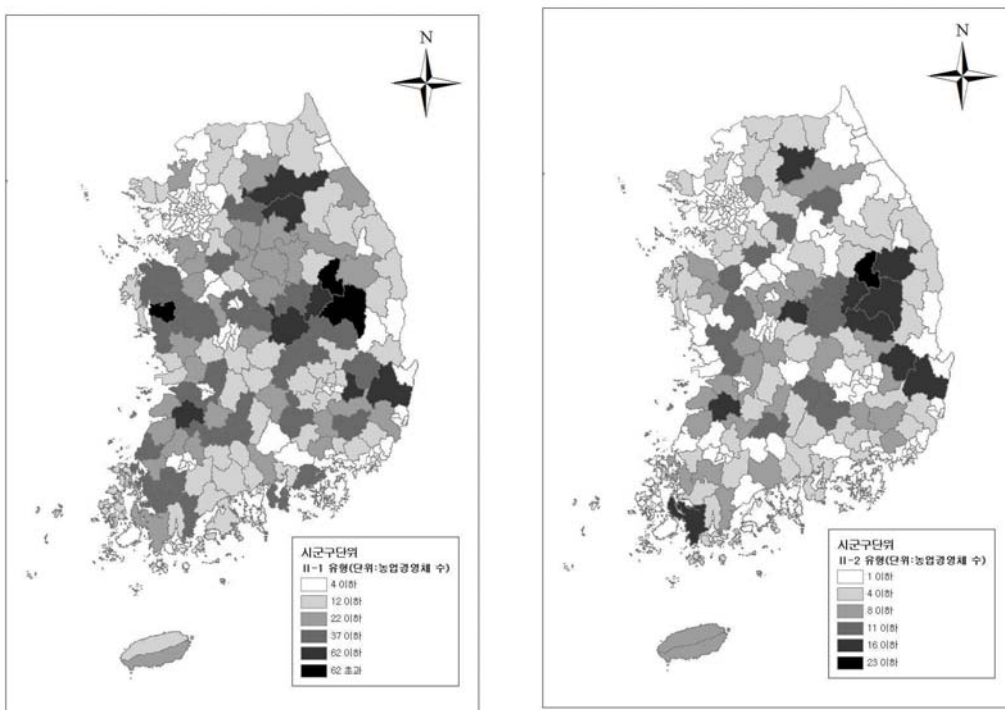 N
시군구단위
II-1 유형(단위:농업경영체 수)
4 이하
12 이하
22 이하
37 이하
62 이하
62 초과
N
시군구단위
II-2 유형(단위:농업경영체 수)
1 이하
4 이하
8 이하
11 이하
16 이하
23 이하